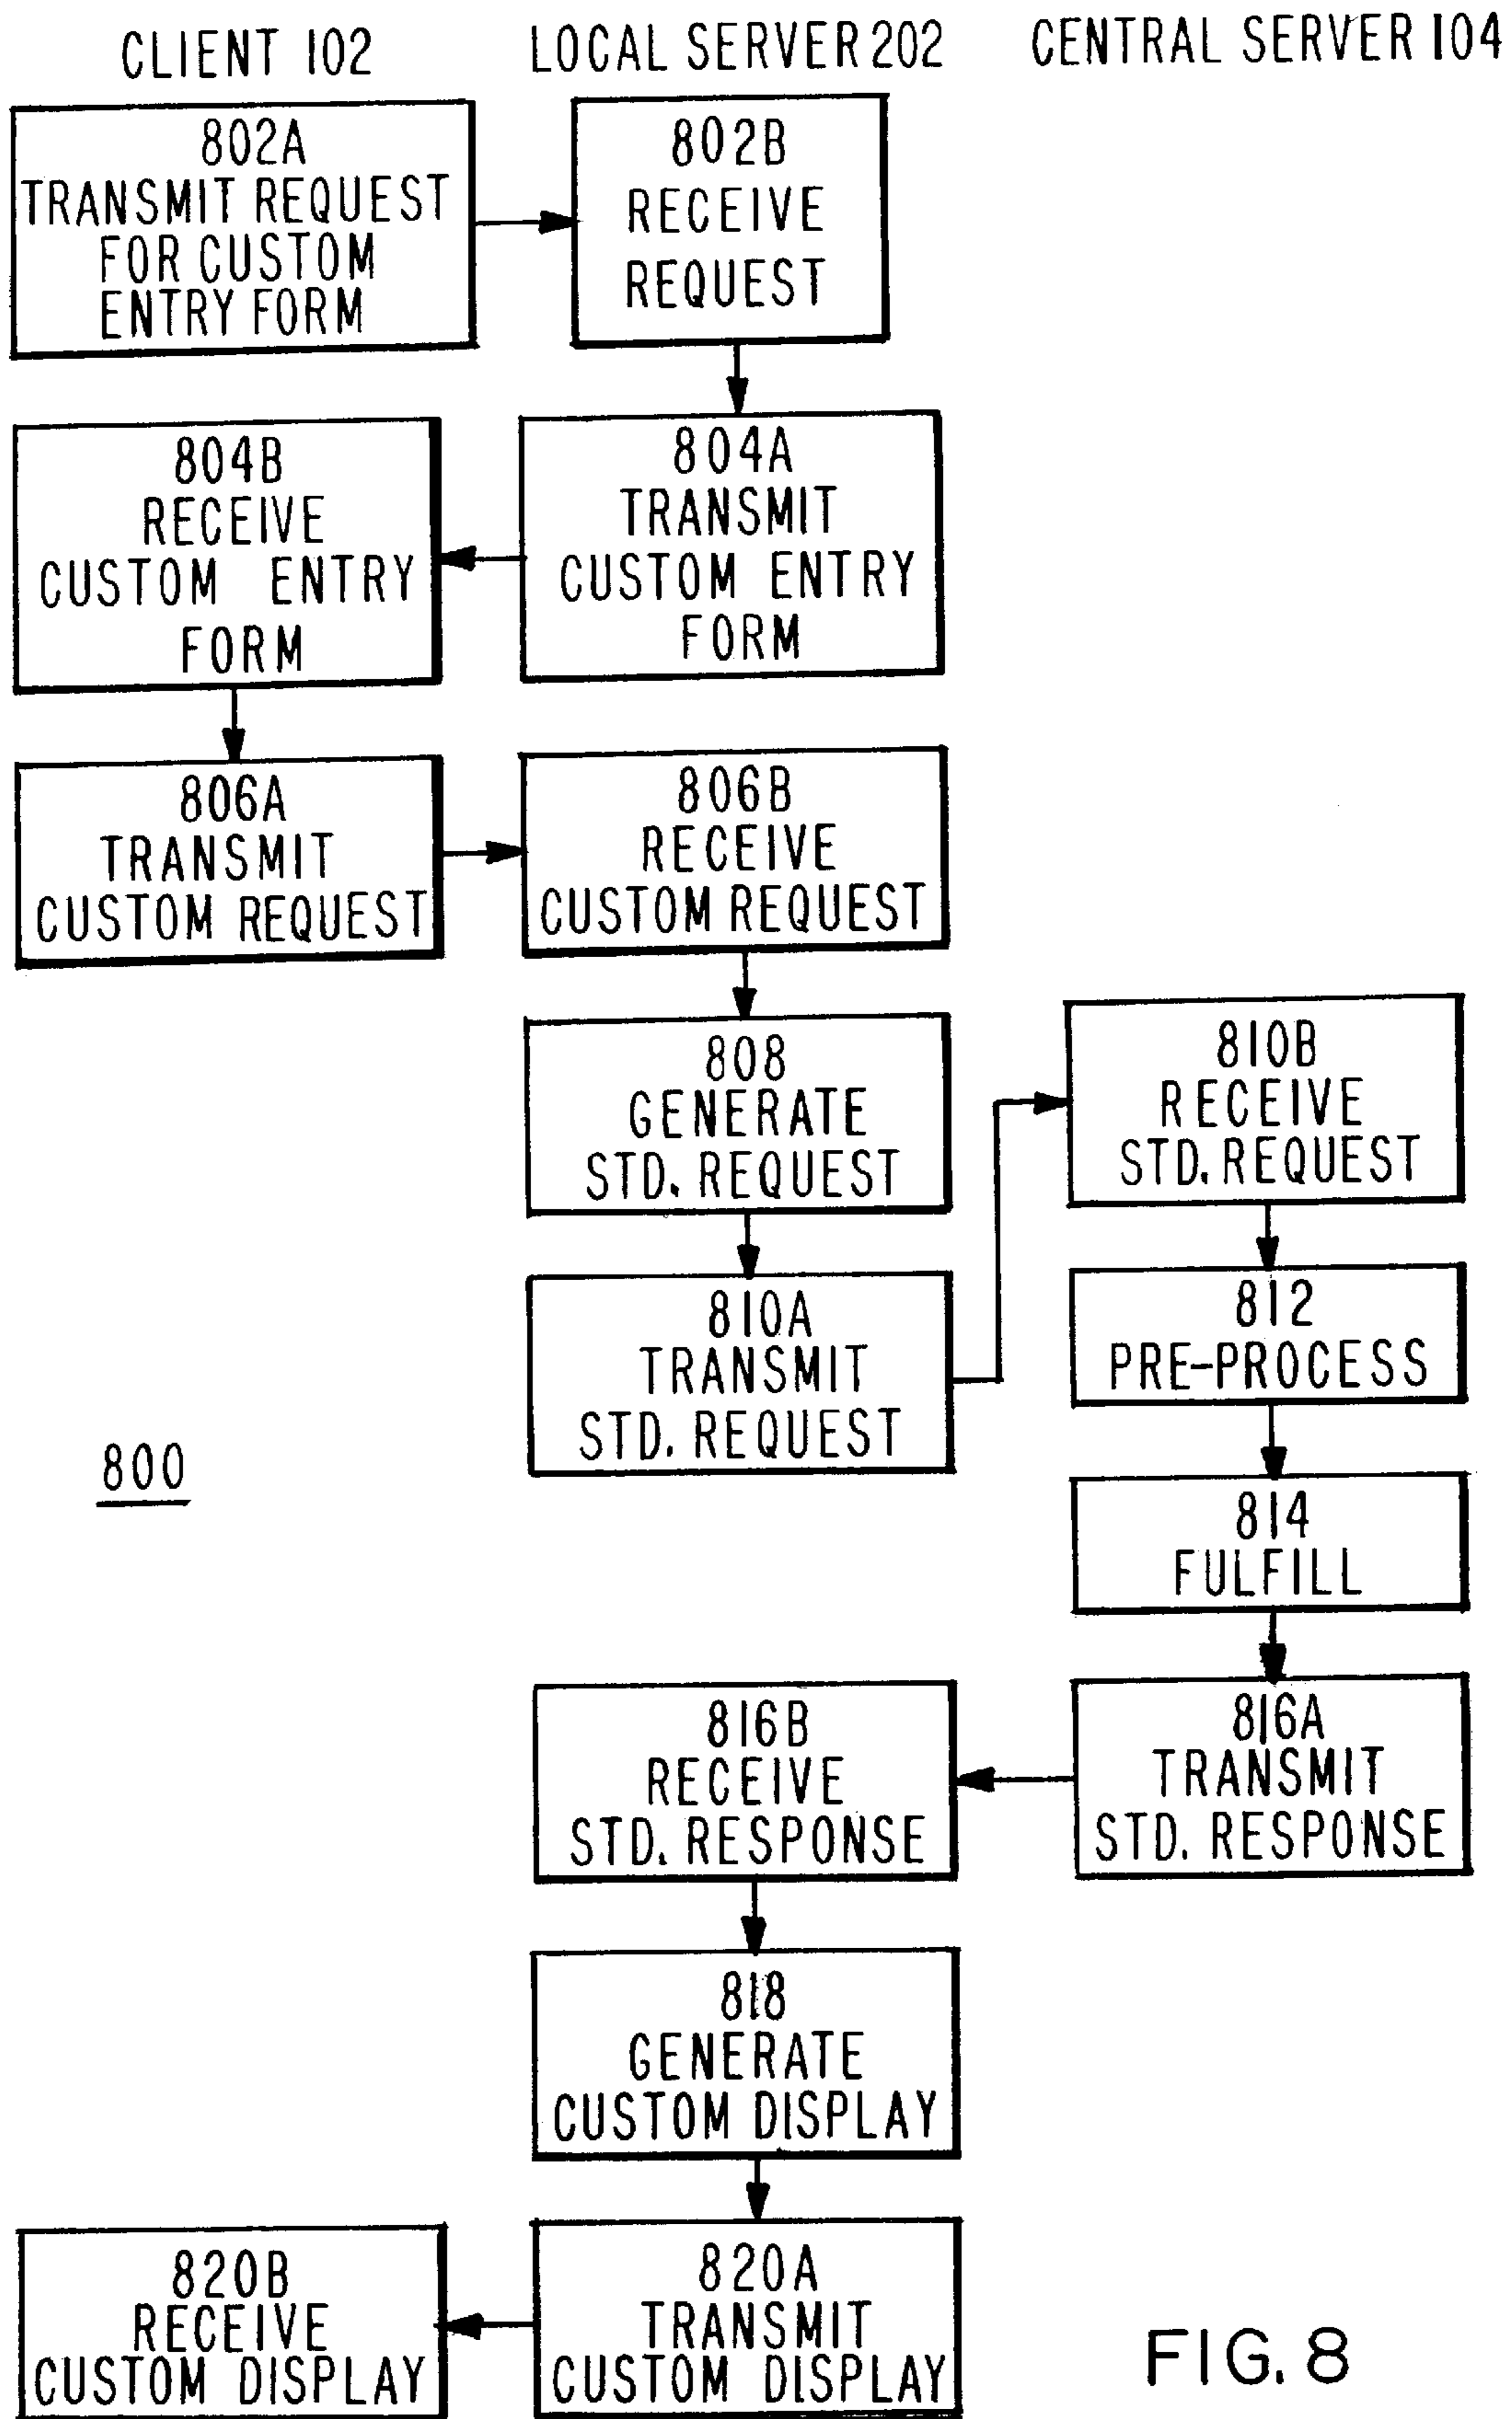 CLIENT 102
LOCAL SERVER 202
CENTRAL SERVER 104
802A
TRANSMIT REQUEST
FOR CUSTOM
ENTRY FORM
802B
RECEIVE
REQUEST
804B
RECEIVE
CUSTOM ENTRY
FORM
804A
TRANSMIT
CUSTOM ENTRY
FORM
806A
TRANSMIT
CUSTOM REQUEST
806B
RECEIVE
CUSTOM REQUEST
808
GENERATE
STD. REQUEST
810B
RECEIVE
STD. REQUEST
810A
TRANSMIT
STD. REQUEST
812
PRE-PROCESS
800
814
FULFILL
816B
RECEIVE
STD. RESPONSE
816A
TRANSMIT
STD. RESPONSE
818
GENERATE
CUSTOM DISPLAY
820B
RECEIVE
CUSTOM DISPLAY
820A
TRANSMIT
CUSTOM DISPLAY
FIG. 8